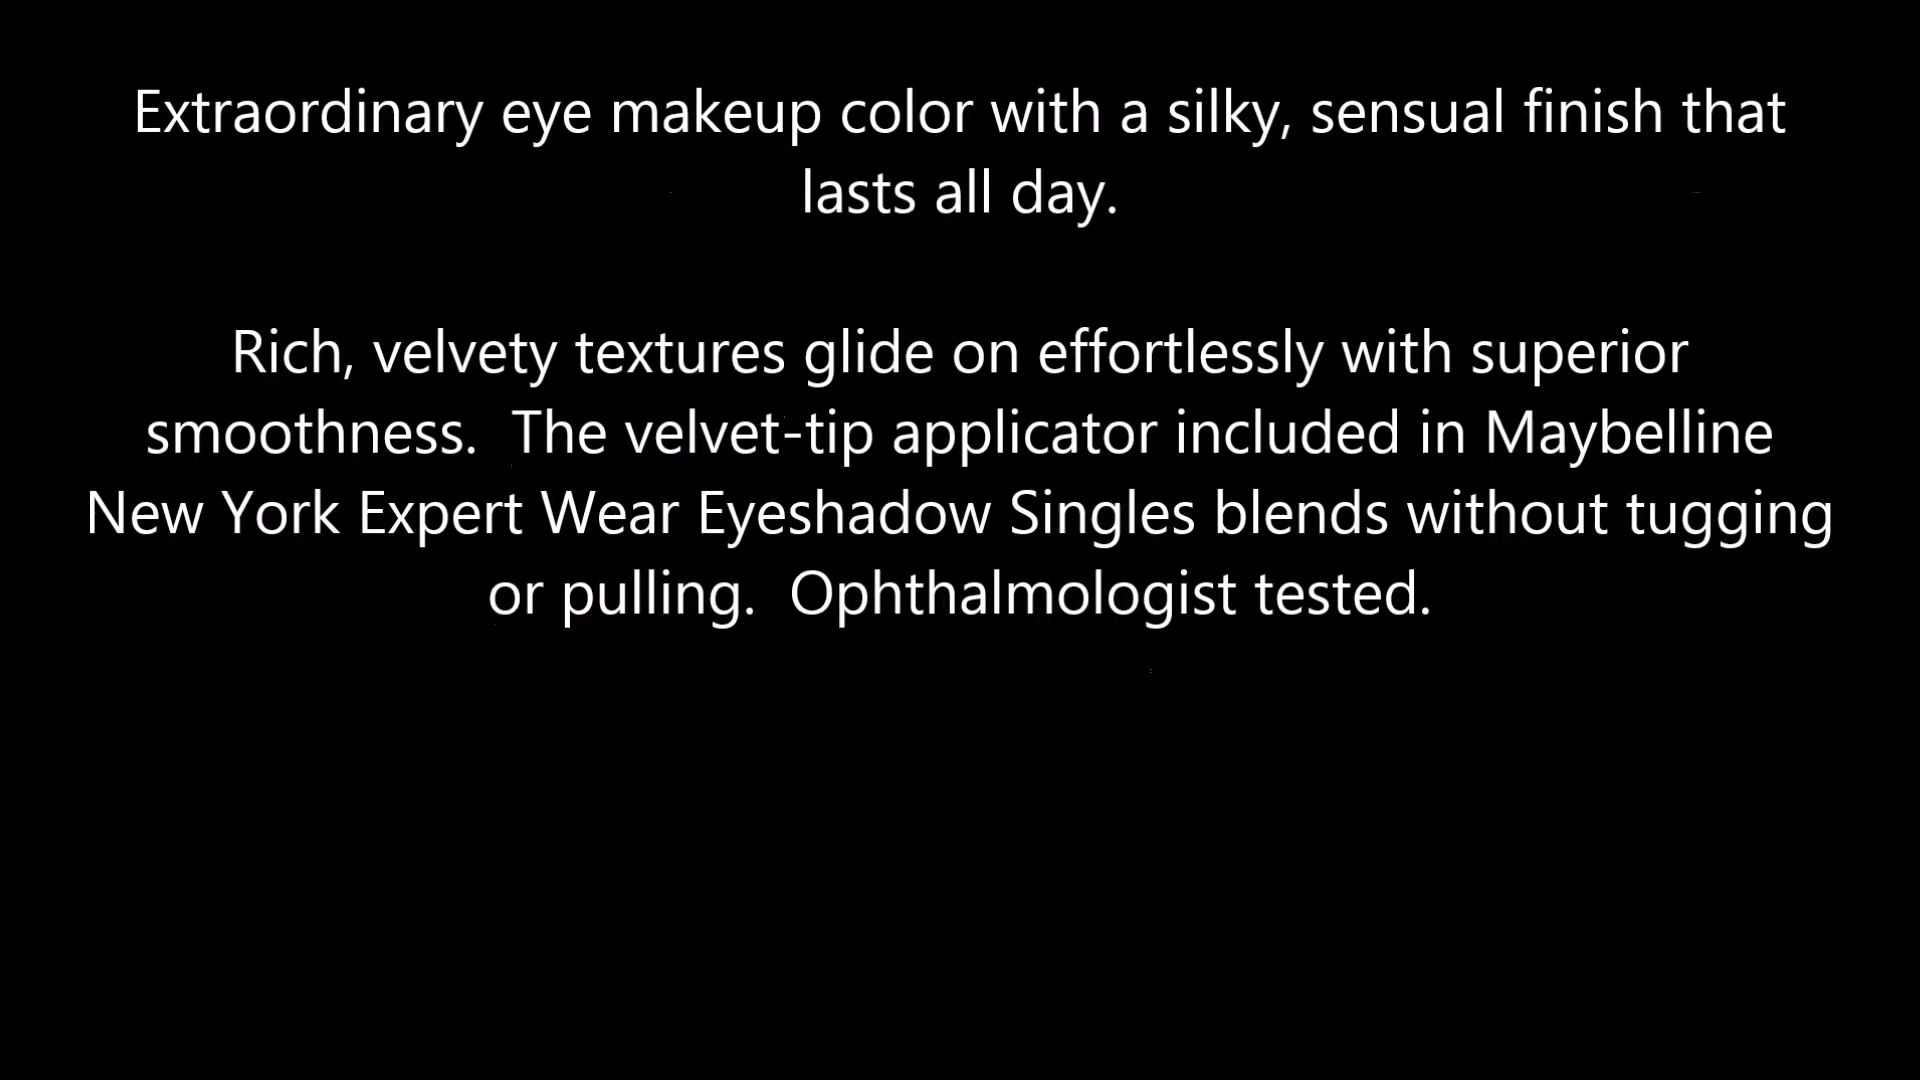 Extraordinary eye makeup color with a silky, sensual finish that
lasts all day.
Rich, velvety textures glide on effortlessly with superior
smoothness.  The velvet-tip applicator included in Maybelline
New York Expert Wear Eyeshadow Singles blends without tugging
or pulling.  Ophthalmologist tested.